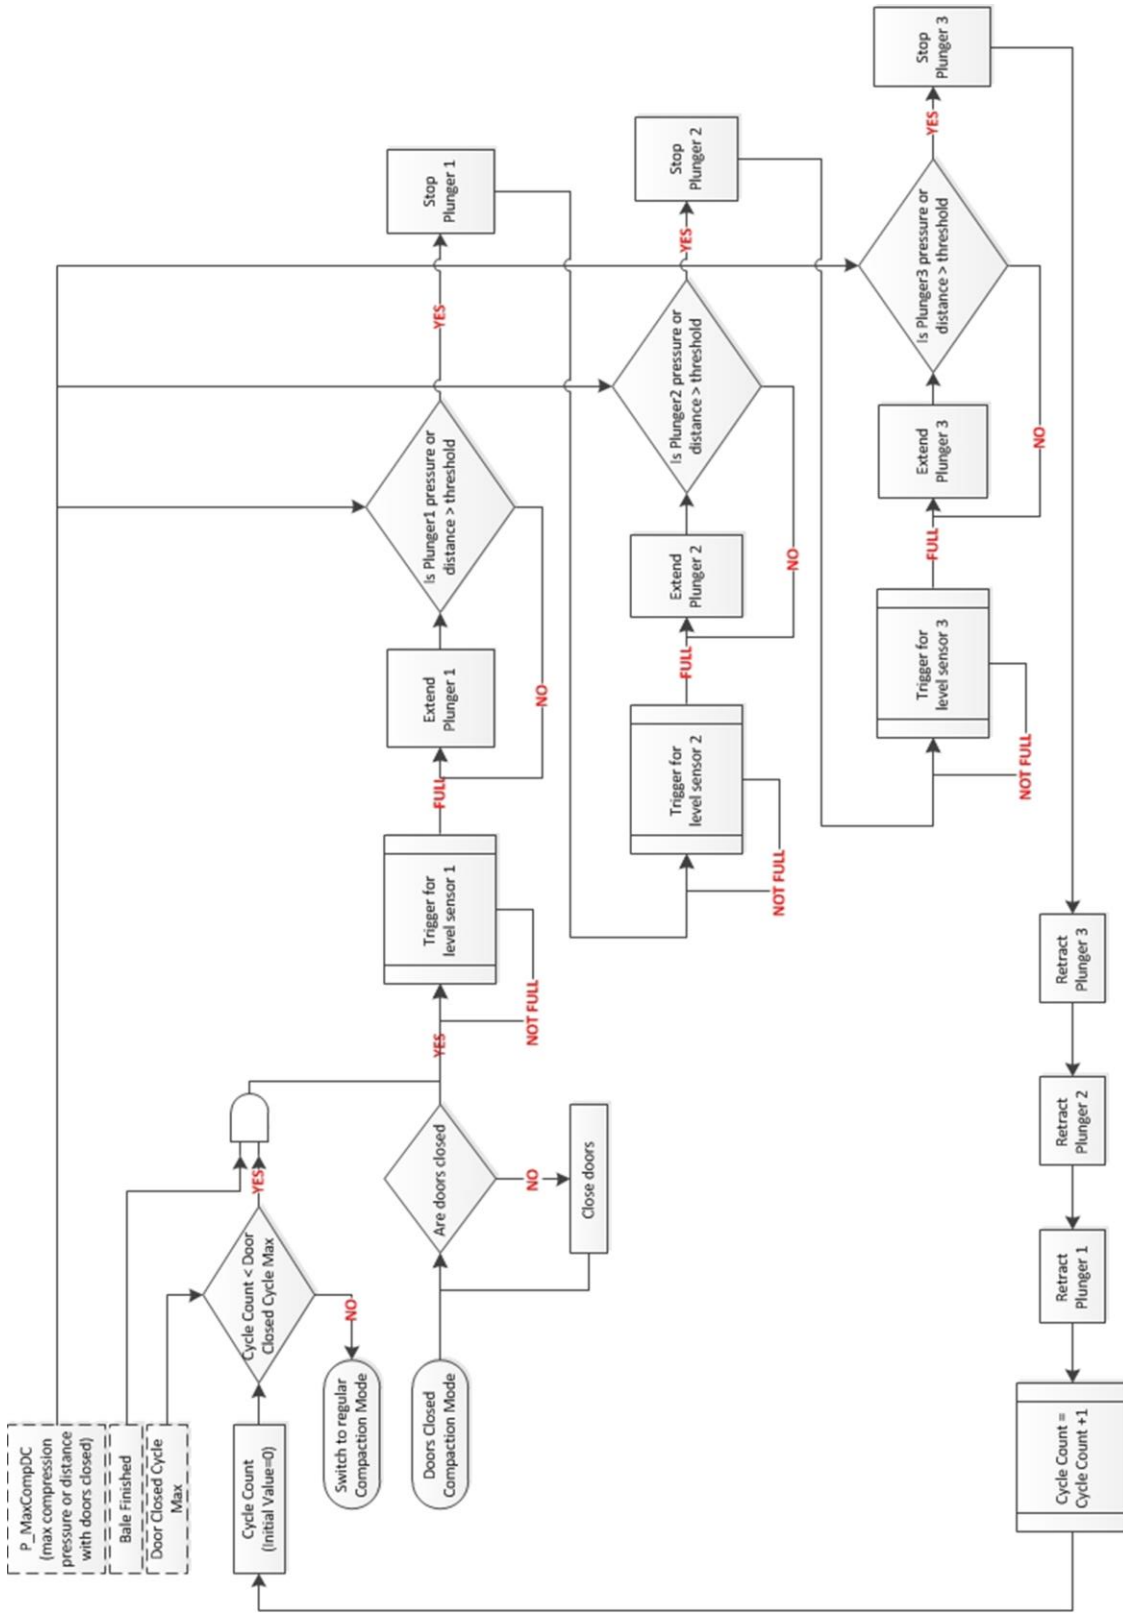 P_MaxCompDC
(max compression
pressure or distance
with doors closed)
Bale Finished
Door Closed Cycle
Max
Cycle Count
(Initial Value=0)
Cycle Count < Door
Closed Cycle Max
YES
NO
Switch to regular
Compaction Mode
Doors Closed
Compaction Mode
Are doors closed
NO
Close doors
YES
Trigger for
level sensor 1
NOT FULL
FULL
Extend
Plunger 1
Is Plunger1 pressure or
distance > threshold
NO
YES
Stop
Plunger 1
Trigger for
level sensor 2
NOT FULL
FULL
Extend
Plunger 2
Is Plunger2 pressure or
distance > threshold
NO
YES
Stop
Plunger 2
Trigger for
level sensor 3
NOT FULL
FULL
Extend
Plunger 3
Is Plunger3 pressure or
distance > threshold
NO
YES
Stop
Plunger 3
Retract
Plunger 3
Retract
Plunger 2
Retract
Plunger 1
Cycle Count =
Cycle Count +1